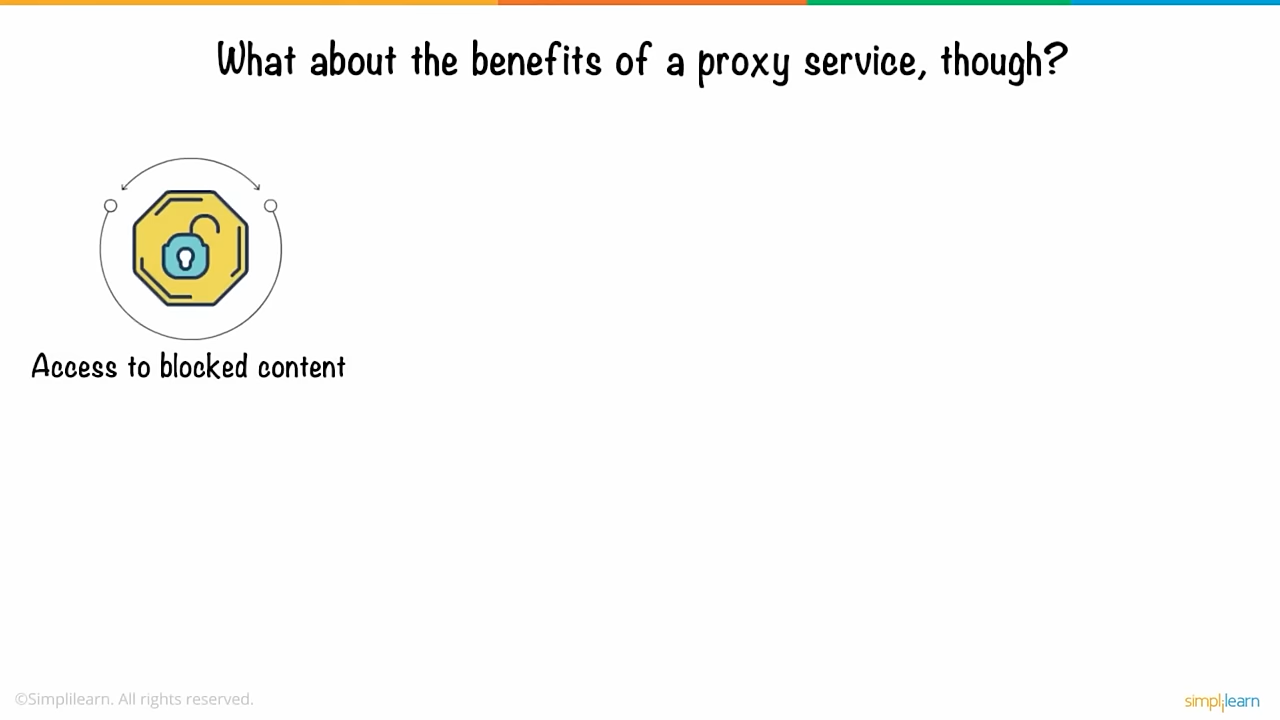 What about the benefits of a proxy service, though?
Access to blocked content
©Simplilearn. All rights reserved.
simplilearn